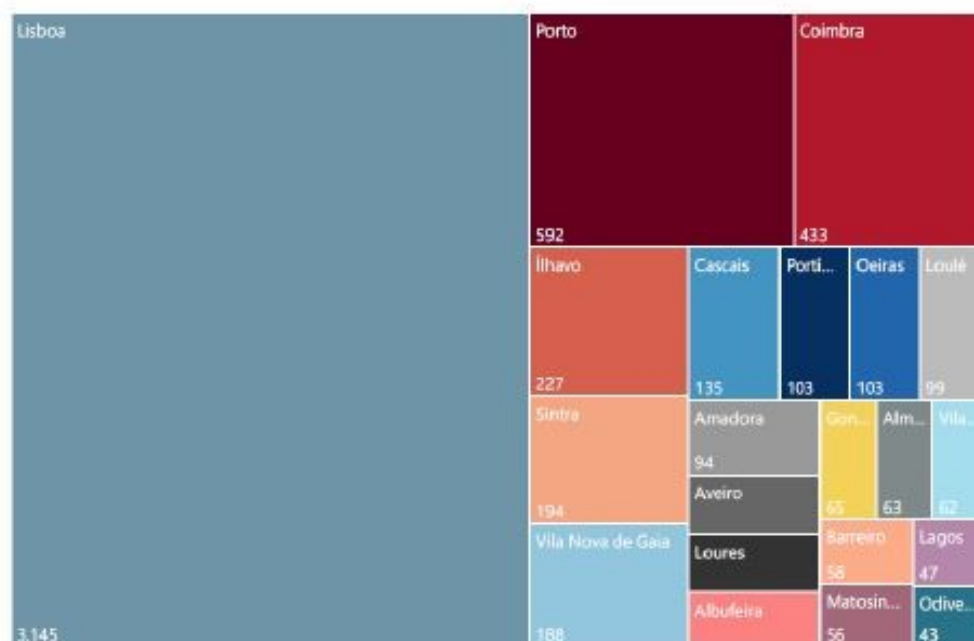 Lisboa
3.145
Porto
592
Coimbra
433
Ílhavo
227
Sintra
194
Vila Nova de Gaia
188
Cascais
135
Porti...
103
Oeiras
103
Loulé
99
Amadora
94
Aveiro
Loures
Albufeira
Gon...
65
Alm...
63
Vila...
62
Barreiro
58
Matosin...
56
Lagos
47
Odive...
43